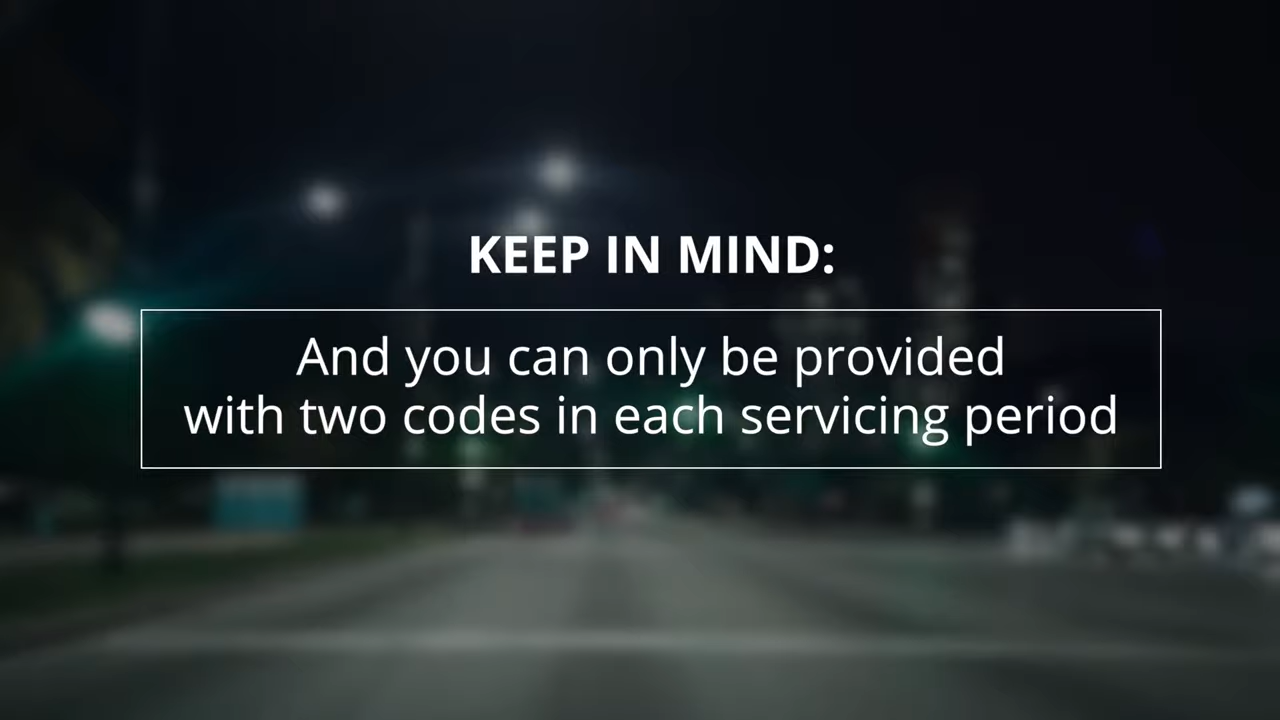 KEEP IN MIND:
And you can only be provided
with two codes in each servicing period